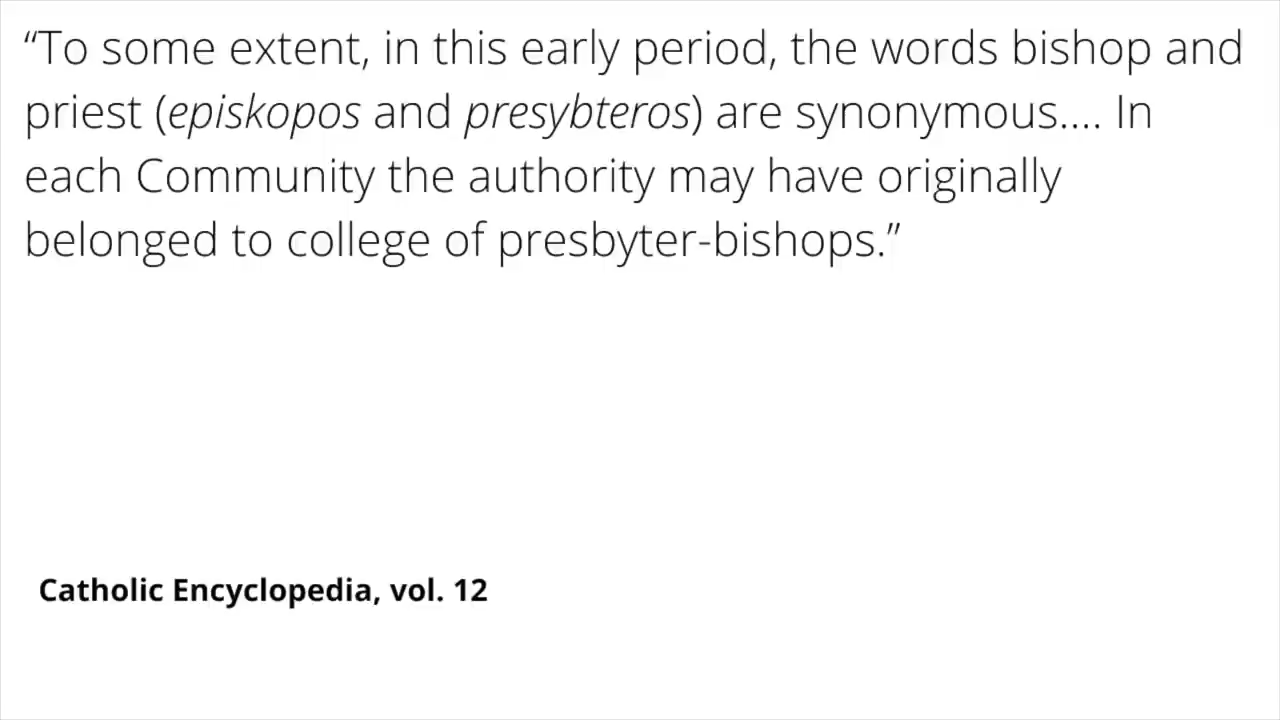 “To some extent, in this early period, the words bishop and
priest (episkopos and presybteros) are synonymous.... In
each Community the authority may have originally
belonged to college of presbyter-bishops.”
Catholic Encyclopedia, vol. 12